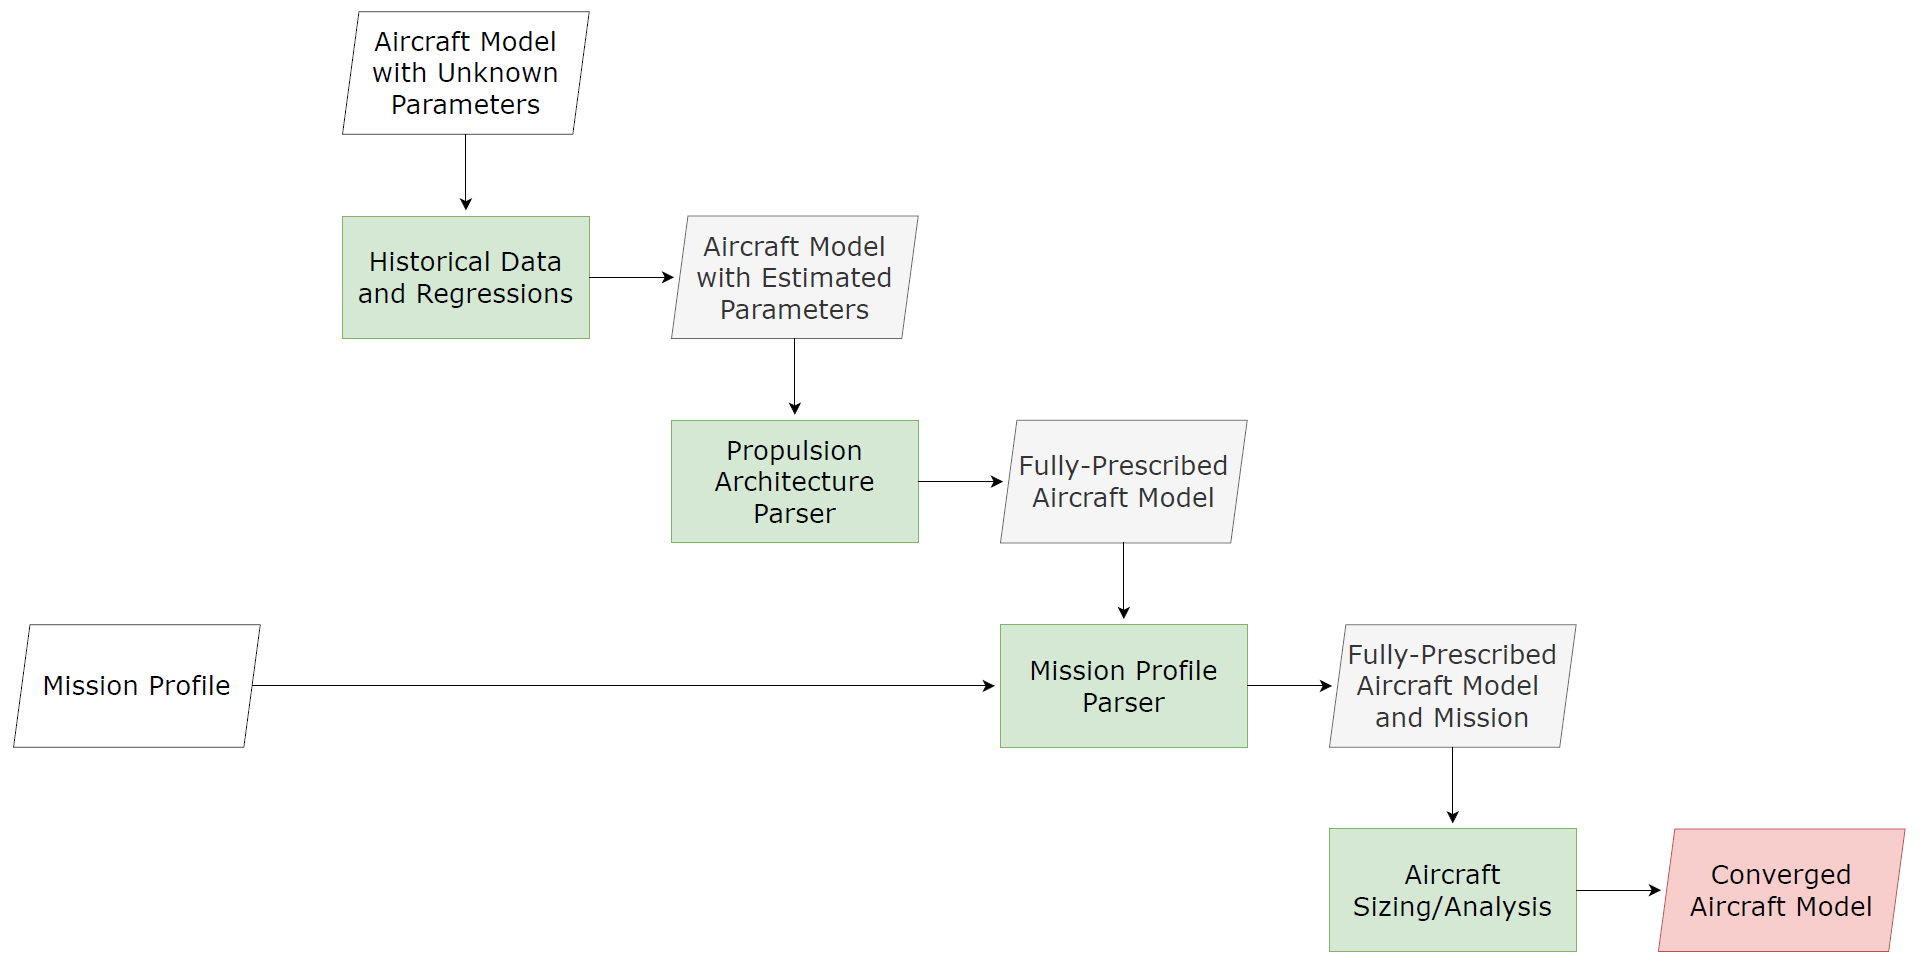 Aircraft Model
with Unknown
Parameters
Historical Data
and Regressions
Aircraft Model
with Estimated
Parameters
Propulsion
Architecture
Parser
Fully-Prescribed
Aircraft Model
Mission Profile
Mission Profile
Parser
Fully-Prescribed
Aircraft Model
and Mission
Aircraft
Sizing/Analysis
Converged
Aircraft Model